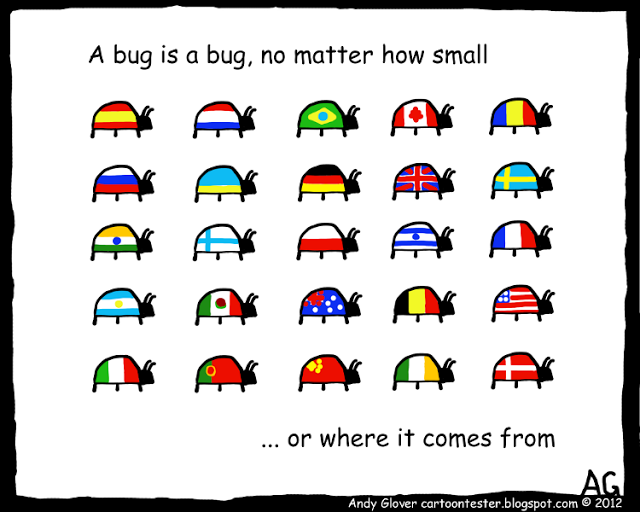 A bug is a bug, no matter how small
... or where it comes from
AG
Andy Glover cartoontester.blogspot.com © 2012